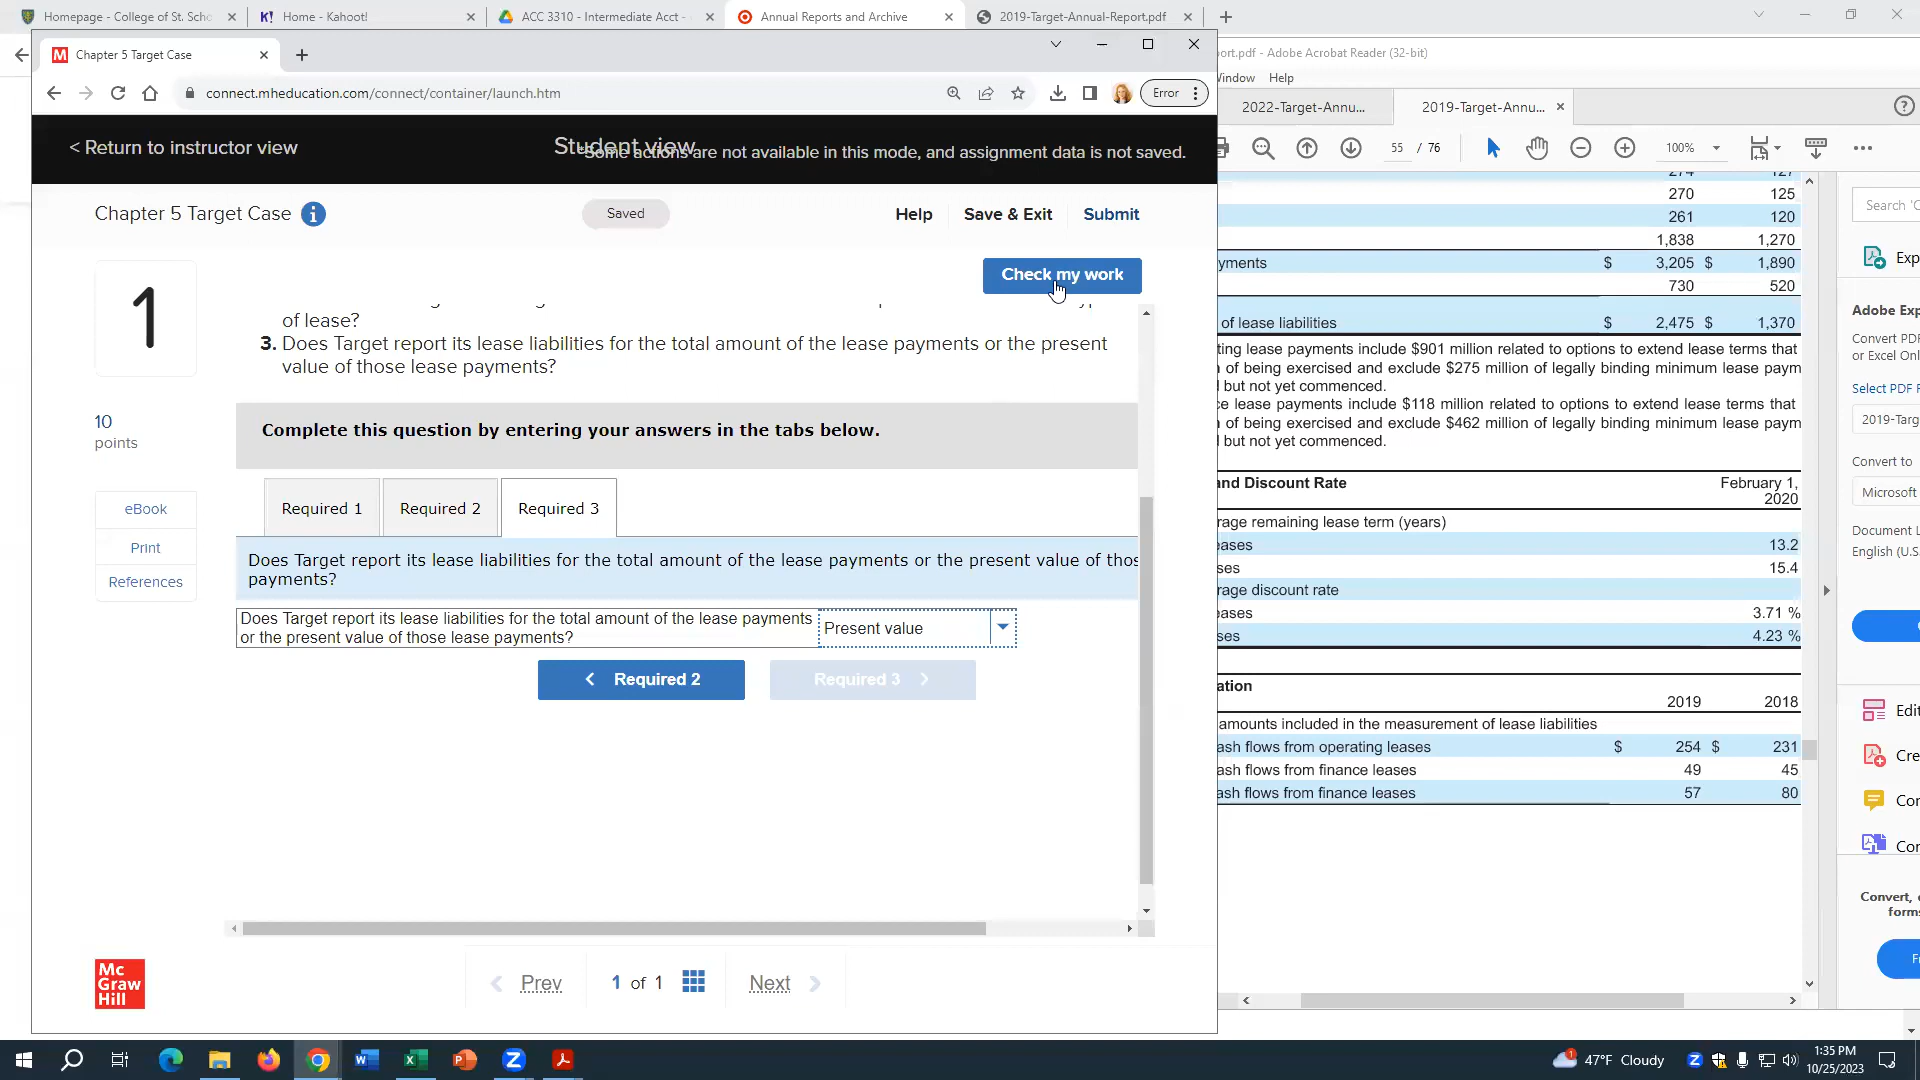 Homepage - College of St. Scho
Home - Kahoot!
ACC 3310 - Intermediate Acct -
Annual Reports and Archive
2019-Target-Annual-Report.pdf
Chapter 5 Target Case
ort.pdf - Adobe Acrobat Reader (32-bit)
Window Help
connect.mheducation.com/connect/container/launch.htm
Error
2022-Target-Annu...
2019-Target-Annu...
< Return to instructor view
Student view
*Some actions are not available in this mode, and assignment data is not saved.
55 / 76
100%
Chapter 5 Target Case
Saved
Help
Save & Exit
Submit
Check my work
1
10
points
eBook
Print
References
of lease?
3. Does Target report its lease liabilities for the total amount of the lease payments or the present
value of those lease payments?
Complete this question by entering your answers in the tabs below.
Required 1
Required 2
Required 3
Does Target report its lease liabilities for the total amount of the lease payments or the present value of thos
payments?
Does Target report its lease liabilities for the total amount of the lease payments
or the present value of those lease payments?
Present value
< Required 2
Required 3 >
Mc
Graw
Hill
Prev
1 of 1
Next
274 127
270 125
261 120
1,838 1,270
yments $ 3,205 $ 1,890
730 520
of lease liabilities $ 2,475 $ 1,370
ting lease payments include $901 million related to options to extend lease terms that
n of being exercised and exclude $275 million of legally binding minimum lease paym
d but not yet commenced.
ce lease payments include $118 million related to options to extend lease terms that
n of being exercised and exclude $462 million of legally binding minimum lease paym
d but not yet commenced.
and Discount Rate February 1,
2020
rage remaining lease term (years)
eases 13.2
ses 15.4
rage discount rate
eases 3.71 %
ses 4.23 %
ation
2019 2018
amounts included in the measurement of lease liabilities
ash flows from operating leases $ 254 $ 231
ash flows from finance leases 49 45
ash flows from finance leases 57 80
Search 'C
Exp
Adobe Exp
Convert PD
or Excel Onl
Select PDF F
2019-Targ
Convert to
Microsoft
Document L
English (U.S
Edit
Cre
Cor
Con
Convert, e
forms
F
47°F Cloudy
1:35 PM
10/25/2023